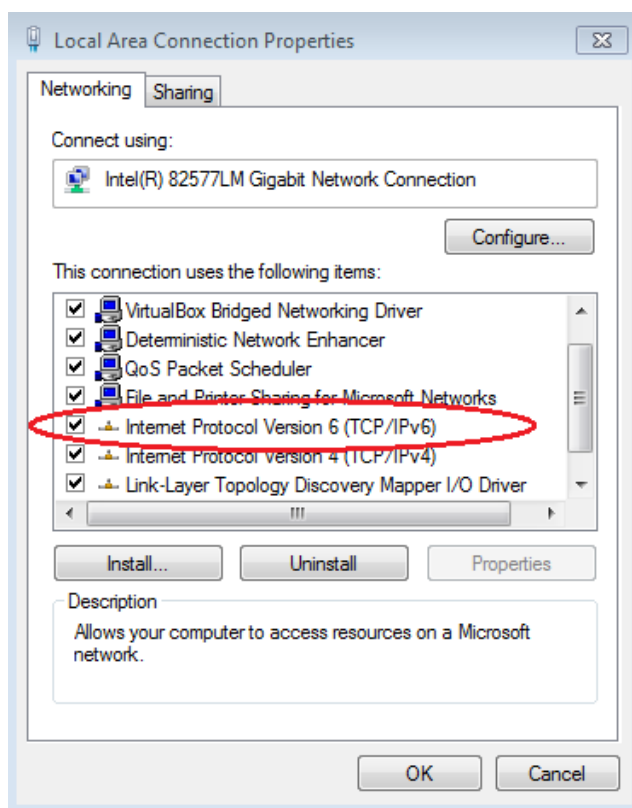 Local Area Connection Properties
Networking
Sharing
Connect using:
Intel(R) 82577LM Gigabit Network Connection
Configure...
This connection uses the following items:
VirtualBox Bridged Networking Driver
Deterministic Network Enhancer
QoS Packet Scheduler
File and Printer Sharing for Microsoft Networks
Internet Protocol Version 6 (TCP/IPv6)
Internet Protocol Version 4 (TCP/IPv4)
Link-Layer Topology Discovery Mapper I/O Driver
Install...
Uninstall
Properties
Description
Allows your computer to access resources on a Microsoft
network.
OK
Cancel